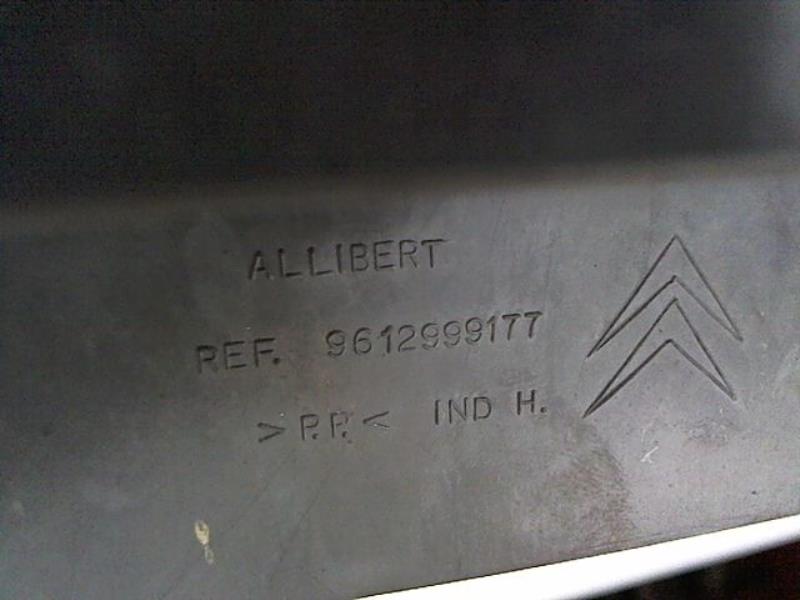 ALLIBERT
REF. 9612999177
>P.P.< IND H.